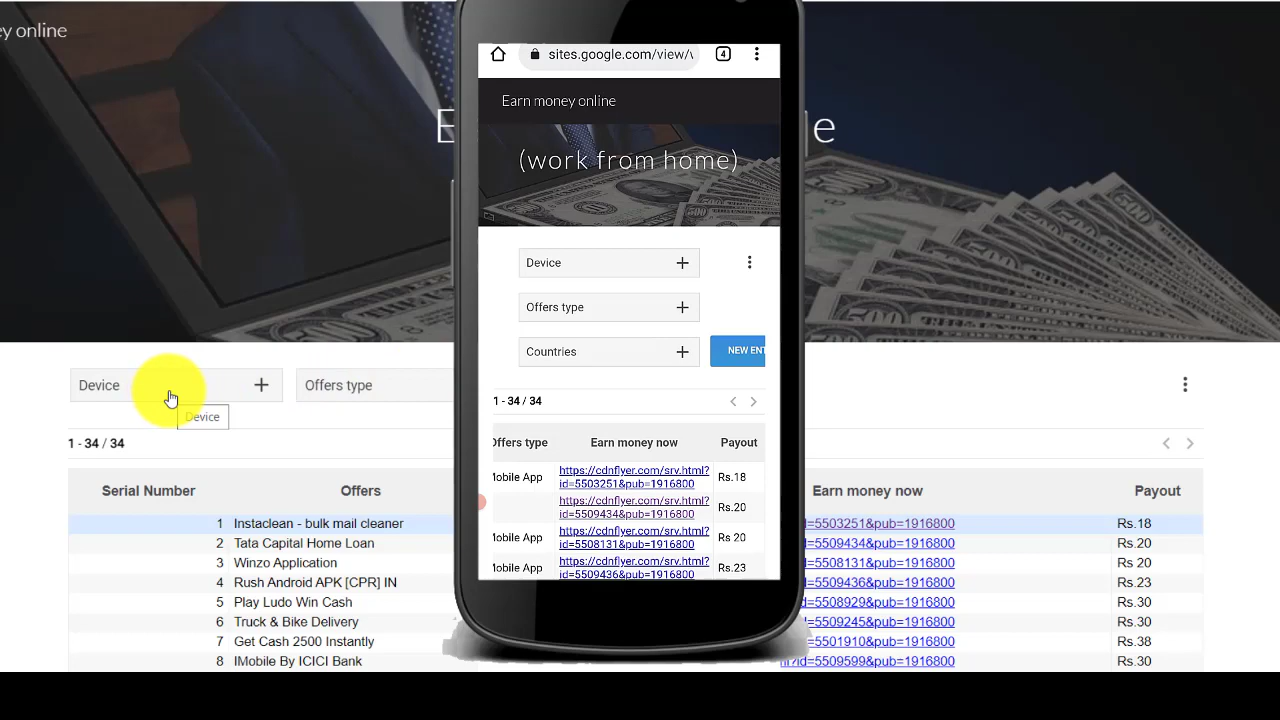 ey online
E
e
sites.google.com/view/
4
Earn money online
(work from home)
Device
Offers type
Countries
NEW ENT
1 - 34 / 34
Offers type Earn money now Payout
Mobile App https://cdnflyer.com/srv.html?
id=5503251&pub=1916800 Rs.18
https://cdnflyer.com/srv.html?
id=5509434&pub=1916800 Rs.20
Mobile App https://cdnflyer.com/srv.html?
id=5508131&pub=1916800 Rs 20
Mobile App https://cdnflyer.com/srv.html?
id=5509436&pub=1916800 Rs.23
Device
Offers type
Device
1 - 34 / 34
Serial Number Offers Earn money now Payout
1 Instaclean - bulk mail cleaner d=5503251&pub=1916800 Rs.18
2 Tata Capital Home Loan d=5509434&pub=1916800 Rs.20
3 Winzo Application d=5508131&pub=1916800 Rs 20
4 Rush Android APK [CPR] IN d=5509436&pub=1916800 Rs.23
5 Play Ludo Win Cash d=5508929&pub=1916800 Rs.30
6 Truck & Bike Delivery d=5509245&pub=1916800 Rs.30
7 Get Cash 2500 Instantly d=5501910&pub=1916800 Rs.38
8 IMobile By ICICI Bank l?id=5509599&pub=1916800 Rs.30